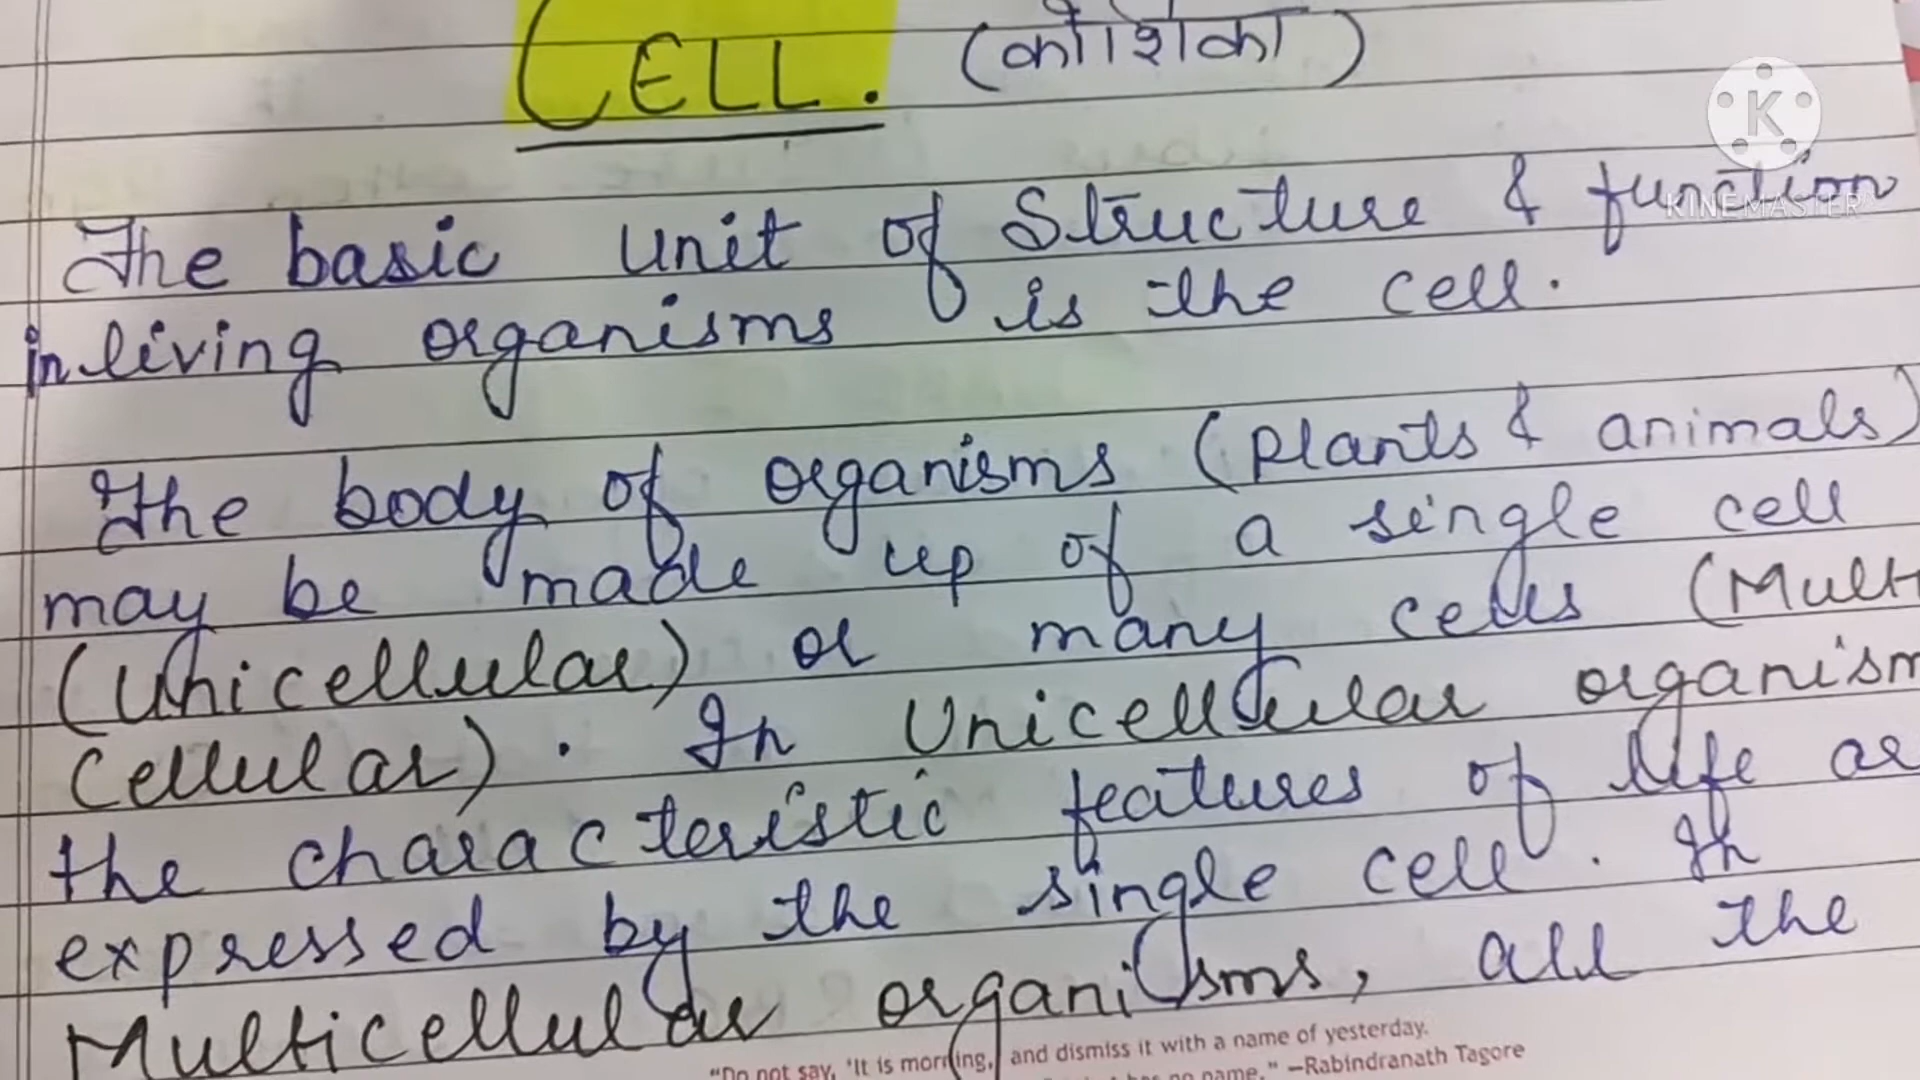 CELL. (कोशिका)
KINEMASTER
The basic unit of Structure & function
in living organisms is the cell.
The body of organisms (Plants & animals)
may be made up of a single cell
(Unicellular) or many cells (Multi
cellular). In Unicellular organism
the characteristic features of life ar
expressed by the single cell. In
Multicellular organisms, all the
"Do not say, 'It is morning,' and dismiss it with a name of yesterday.
has no name." —Rabindranath Tagore